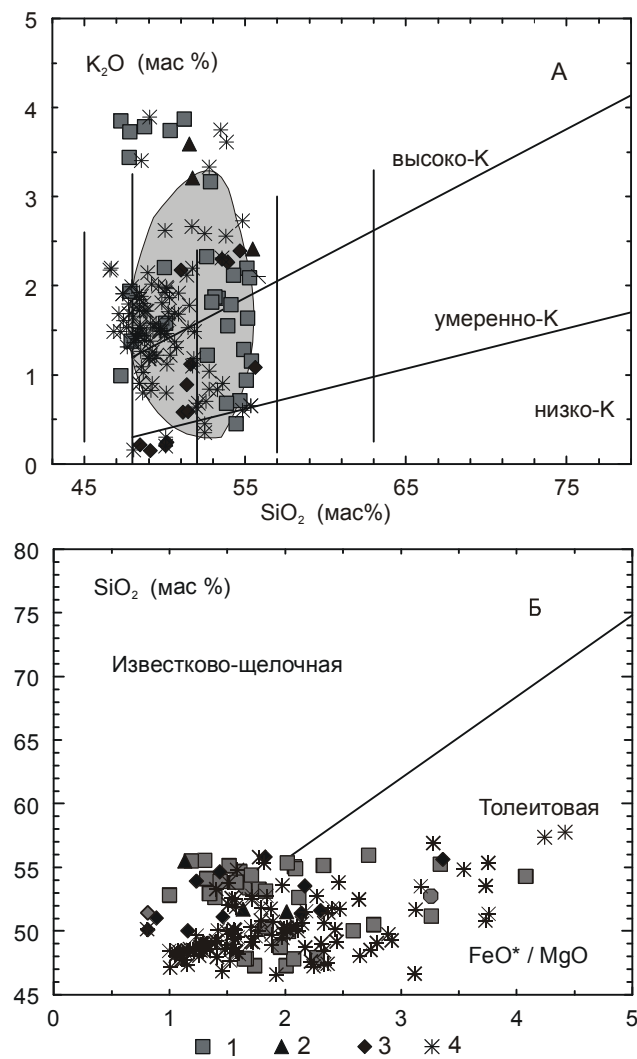 5
K₂O (мас %)
А
4
высоко-K
3
2
умеренно-K
1
низко-K
0
45 55 65 75
SiO₂ (мас%)
80
SiO₂ (мас %)
Б
75
70
Известково-щелочная
65
60
Толеитовая
55
50
FeO* / MgO
45
0 1 2 3 4 5
1 2 3 4